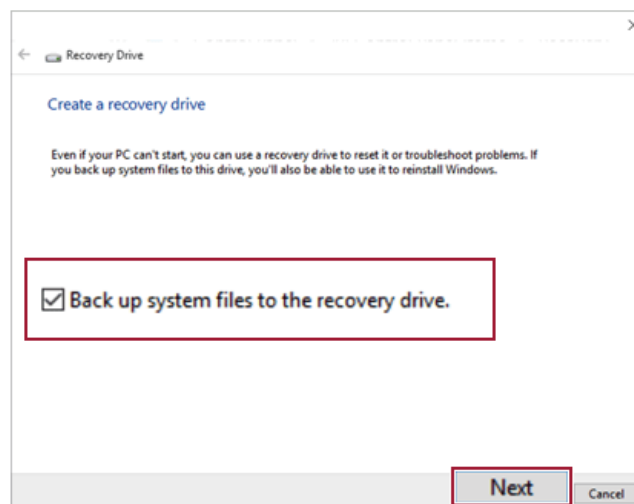 Recovery Drive
Create a recovery drive
Even if your PC can't start, you can use a recovery drive to reset it or troubleshoot problems. If
you back up system files to this drive, you'll also be able to use it to reinstall Windows.
Back up system files to the recovery drive.
Next
Cancel